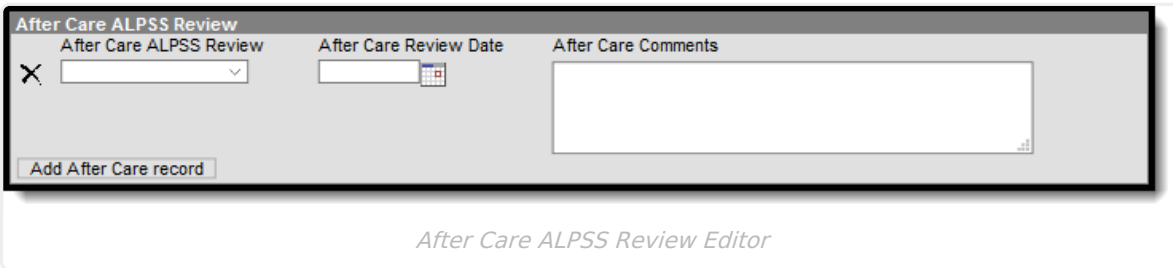 After Care ALPSS Review
After Care ALPSS Review After Care Review Date After Care Comments
Add After Care record
After Care ALPSS Review Editor